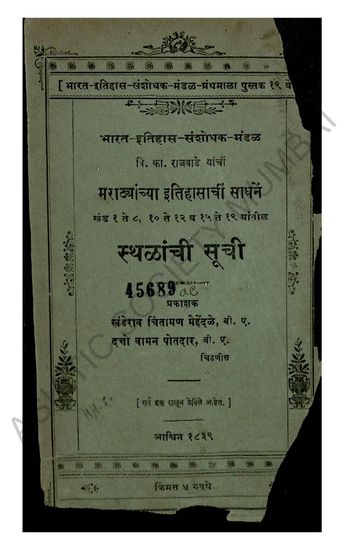 [ भारत-इतिहास-संशोधक-मंडळ-ग्रंथमाला पुस्तक १९ वें
भारत-इतिहास-संशोधक-मंडळ
वि. का. राजवाडे यांचीं
मराठ्यांच्या इतिहासाचीं साधनें
खंड १ ते ८, १० ते १२ व १५ ते १९ यांतील
स्थळांची सूची
45689
प्रकाशक
खंडेराव चिंतामण मेहेंदळे, बी. ए.
दत्तो वामन पोतदार, बी. ए.
चिटणीस
[ सर्व हक्क राखून ठेविले आहेत.
आश्विन १८३९
किंमत ४ रुपये
ASIATIC SOCIETY MUMBAI